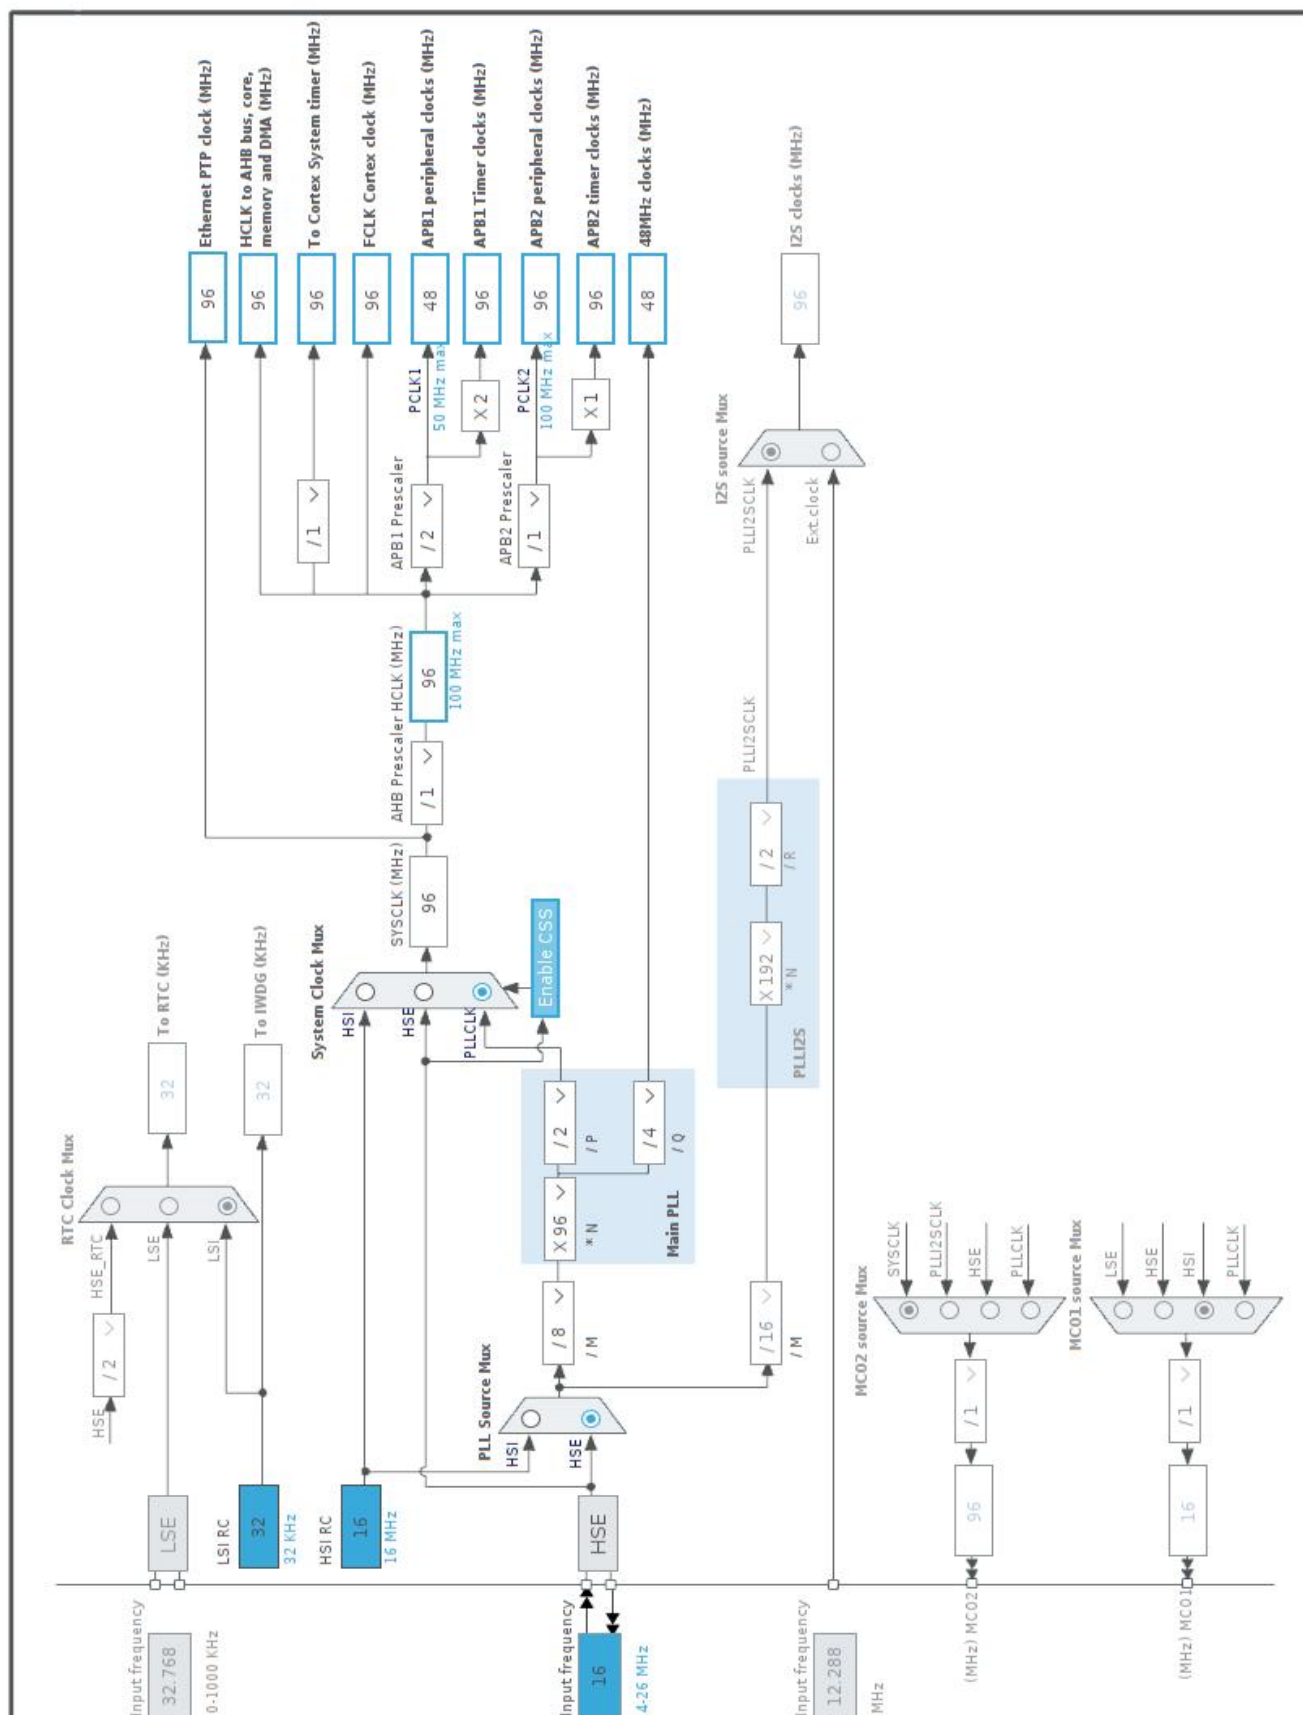 Input frequency
32.768
0-1000 KHz
LSE
LSI RC
32
32 KHz
HSI RC
16
16 MHz
Input frequency
16
4-26 MHz
HSE
Input frequency
12.288
MHz
HSE
/ 2
HSE_RTC
LSE
LSI
RTC Clock Mux
32
To RTC (KHz)
32
To IWDG (KHz)
PLL Source Mux
HSI
HSE
/ 8
/ M
X 96
* N
/ 2
/ P
/ 4
/ Q
Main PLL
/ 16
/ M
PLLI2S
X 192
* N
/ 2
/ R
PLLI2SCLK
PLLI2SCLK
Ext.clock
I2S source Mux
96
I2S clocks (MHz)
System Clock Mux
HSI
HSE
PLLCLK
Enable CSS
SYSCLK (MHz)
96
AHB Prescaler
/ 1
HCLK (MHz)
96
100 MHz max
/ 1
APB1 Prescaler
/ 2
PCLK1
50 MHz max
X 2
APB2 Prescaler
/ 1
PCLK2
100 MHz max
X 1
96
Ethernet PTP clock (MHz)
96
HCLK to AHB bus, core,
memory and DMA (MHz)
96
To Cortex System timer (MHz)
96
FCLK Cortex clock (MHz)
48
APB1 peripheral clocks (MHz)
96
APB1 Timer clocks (MHz)
96
APB2 peripheral clocks (MHz)
96
APB2 timer clocks (MHz)
48
48MHz clocks (MHz)
MCO2 source Mux
SYSCLK
PLLI2SCLK
HSE
PLLCLK
/ 1
96
(MHz) MCO2
MCO1 source Mux
LSE
HSE
HSI
PLLCLK
/ 1
16
(MHz) MCO1